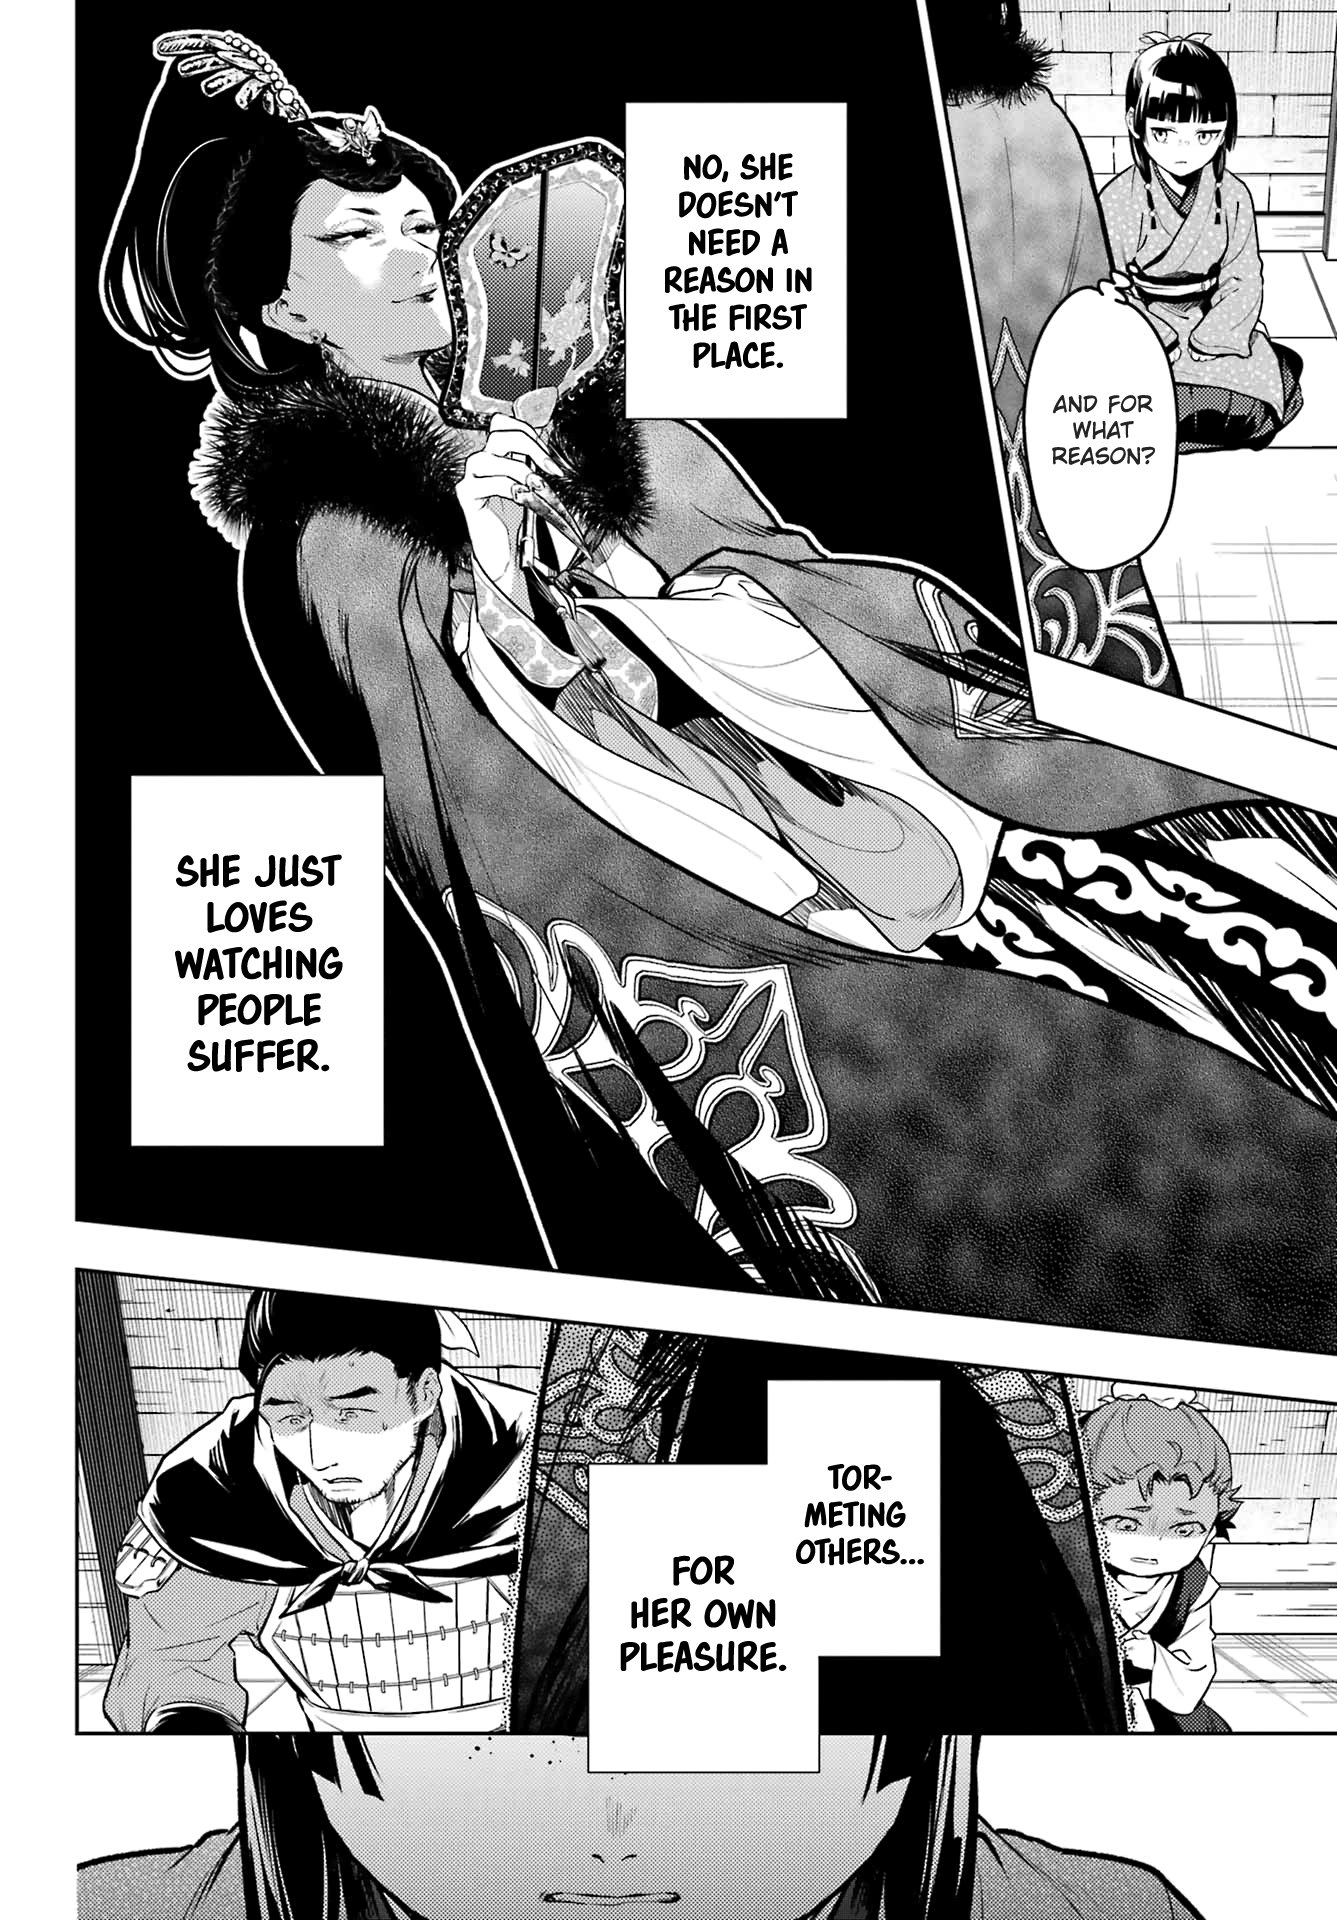 AND FOR
WHAT
REASON?
NO, SHE
DOESN'T
NEED A
REASON IN
THE FIRST
PLACE.
SHE JUST
LOVES
WATCHING
PEOPLE
SUFFER.
TOR-
METING
OTHERS...
FOR
HER OWN
PLEASURE.